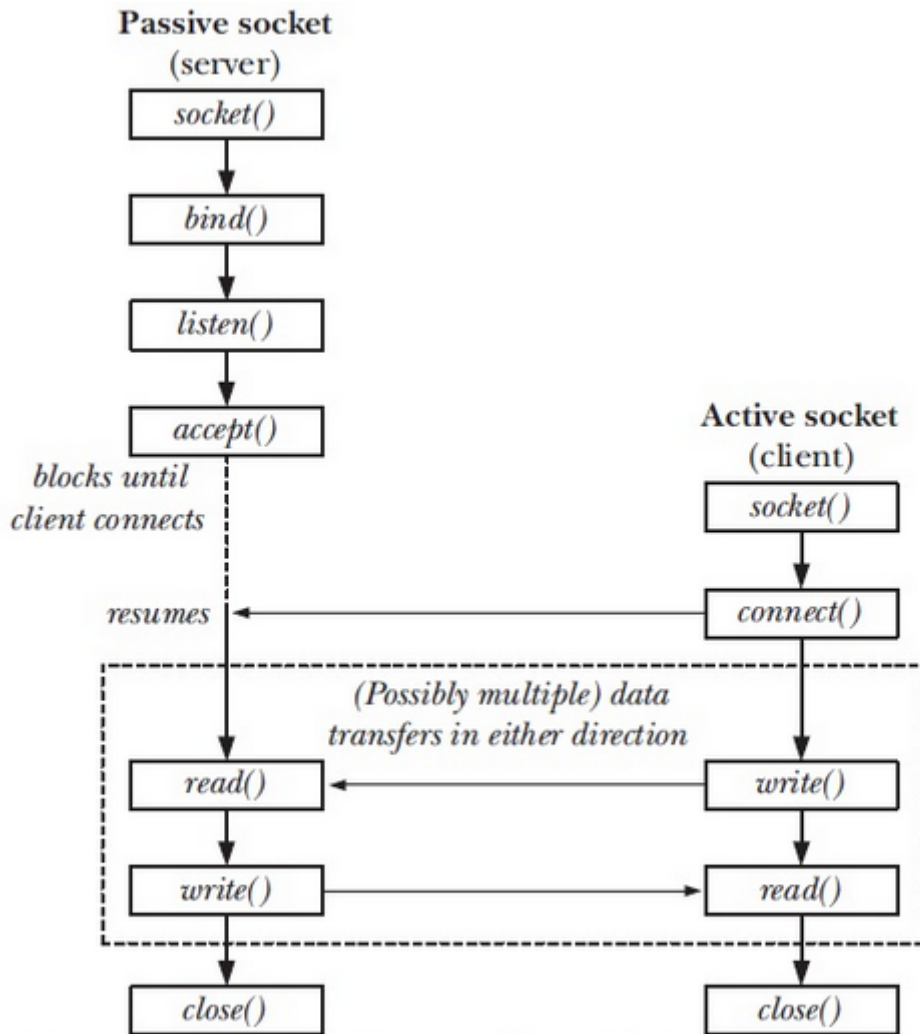 Passive socket
(server)
socket()
bind()
listen()
accept()
blocks until
client connects
resumes
Active socket
(client)
socket()
connect()
(Possibly multiple) data
transfers in either direction
read()
write()
write()
read()
close()
close()